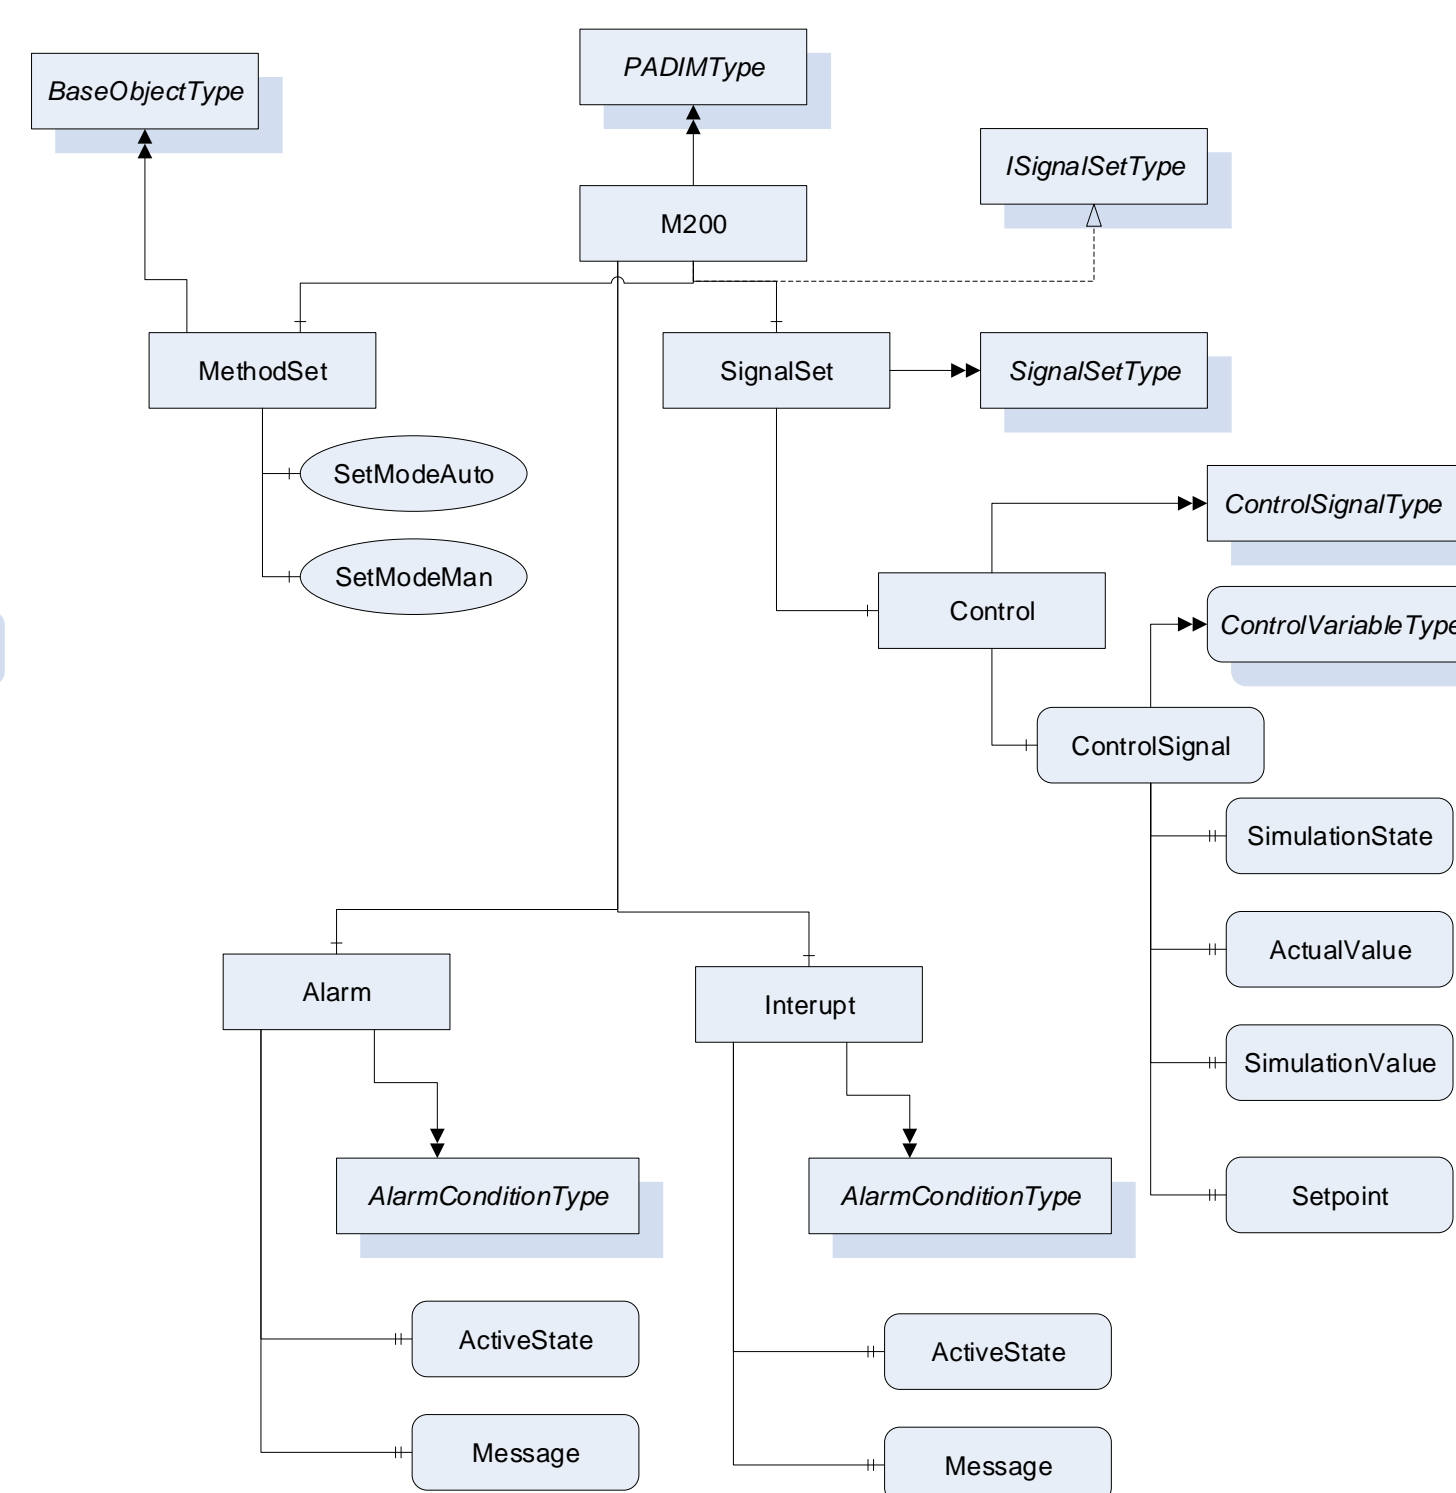 BaseObjectType
PADIMType
ISignalSetType
M200
MethodSet
SignalSet
SignalSetType
SetModeAuto
ControlSignalType
SetModeMan
Control
ControlVariableType
ControlSignal
SimulationState
ActualValue
Alarm
Interupt
SimulationValue
AlarmConditionType
AlarmConditionType
Setpoint
ActiveState
ActiveState
Message
Message